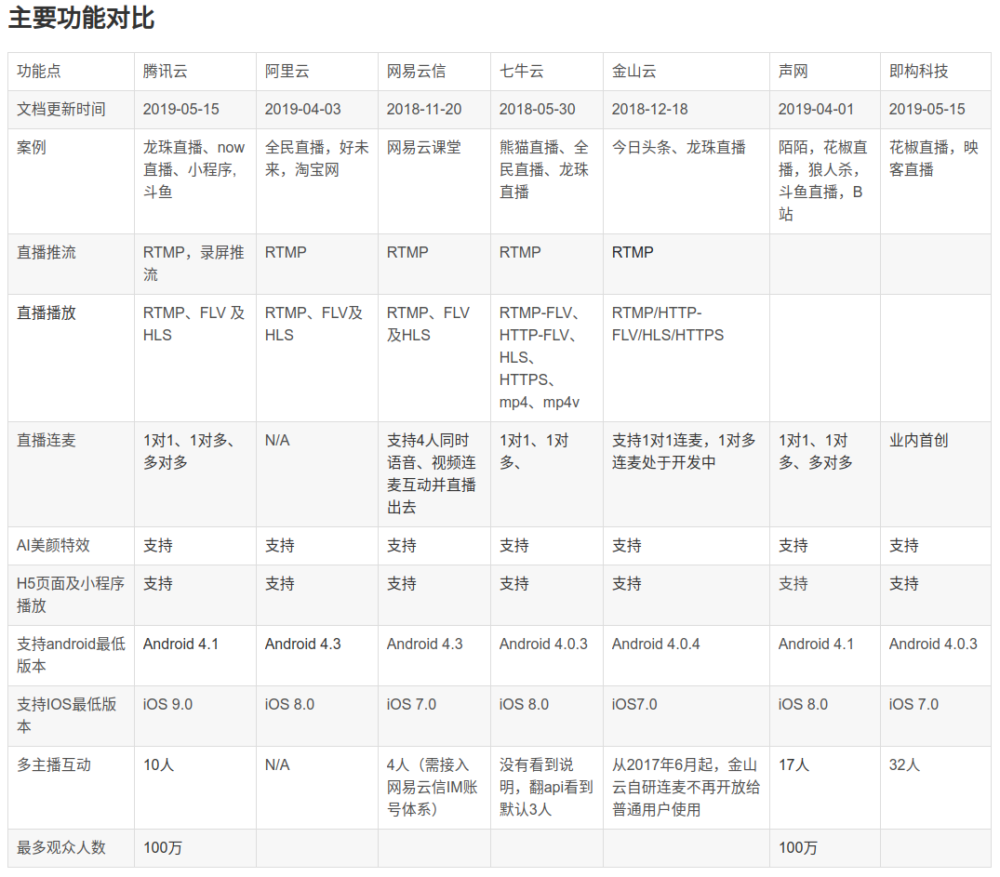 主要功能对比
功能点 腾讯云 阿里云 网易云信 七牛云 金山云 声网 即构科技
文档更新时间 2019-05-15 2019-04-03 2018-11-20 2018-05-30 2018-12-18 2019-04-01 2019-05-15
案例 龙珠直播、now 全民直播，好未 网易云课堂 熊猫直播、全 今日头条、龙珠直播 陌陌，花椒直 花椒直播，映
直播、小程序, 来，淘宝网 民直播、龙珠 播，狼人杀， 客直播
斗鱼 直播 斗鱼直播，B
站
直播推流 RTMP，录屏推 RTMP RTMP RTMP RTMP
流
直播播放 RTMP、FLV 及 RTMP、FLV及 RTMP、FLV RTMP-FLV、 RTMP/HTTP-
HLS HLS 及HLS HTTP-FLV、 FLV/HLS/HTTPS
HLS、
HTTPS、
mp4、mp4v
直播连麦 1对1、1对多、 N/A 支持4人同时 1对1、1对 支持1对1连麦，1对多 1对1、1对 业内首创
多对多 语音、视频连 多、 连麦处于开发中 多、多对多
麦互动并直播
出去
AI美颜特效 支持 支持 支持 支持 支持 支持 支持
H5页面及小程序 支持 支持 支持 支持 支持 支持 支持
播放
支持android最低 Android 4.1 Android 4.3 Android 4.3 Android 4.0.3 Android 4.0.4 Android 4.1 Android 4.0.3
版本
支持IOS最低版 iOS 9.0 iOS 8.0 iOS 7.0 iOS 8.0 iOS7.0 iOS 8.0 iOS 7.0
本
多主播互动 10人 N/A 4人（需接入 没有看到说 从2017年6月起，金山 17人 32人
网易云信IM账 明，翻api看到 云自研连麦不再开放给
号体系） 默认3人 普通用户使用
最多观众人数 100万 100万